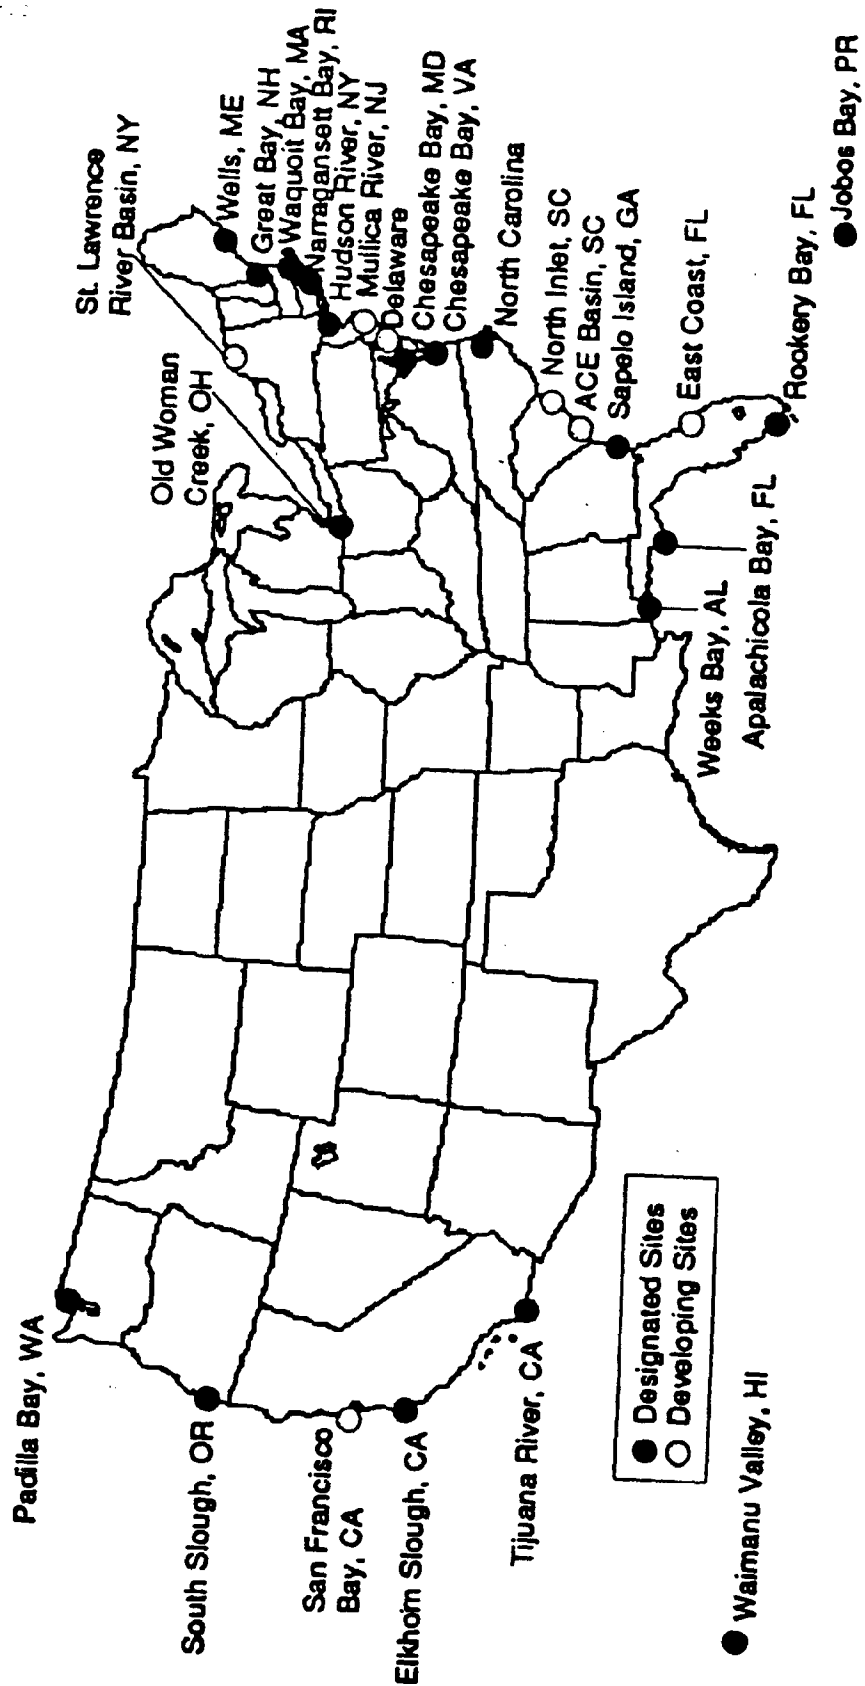 Padilla Bay, WA
South Slough, OR
San Francisco
Bay, CA
Elkhorn Slough, CA
Tijuana River, CA
Waimanu Valley, HI
Designated Sites
Developing Sites
Old Woman
Creek, OH
St. Lawrence
River Basin, NY
Wells, ME
Great Bay, NH
Waquoit Bay, MA
Narragansett Bay, RI
Hudson River, NY
Mullica River, NJ
Delaware
Chesapeake Bay, MD
Chesapeake Bay, VA
North Carolina
North Inlet, SC
ACE Basin, SC
Sapelo Island, GA
East Coast, FL
Rookery Bay, FL
Weeks Bay, AL
Apalachicola Bay, FL
Jobos Bay, PR